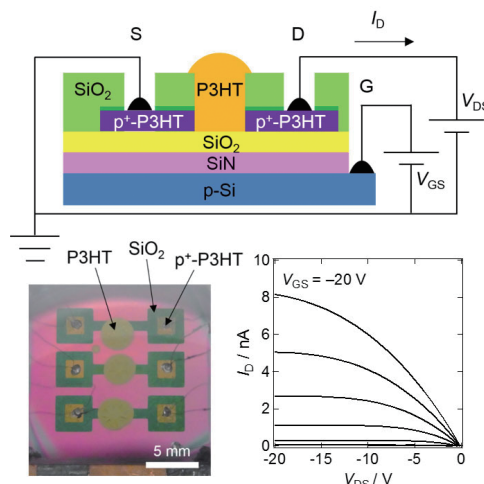 S
D
I_D
SiO₂
P3HT
G
p⁺-P3HT
p⁺-P3HT
V_DS
SiO₂
SiN
V_GS
p-Si
P3HT
SiO₂
p⁺-P3HT
5 mm
V_GS = –20 V
10
8
6
4
2
0
I_D / nA
-20
-15
-10
-5
0
V_DS / V